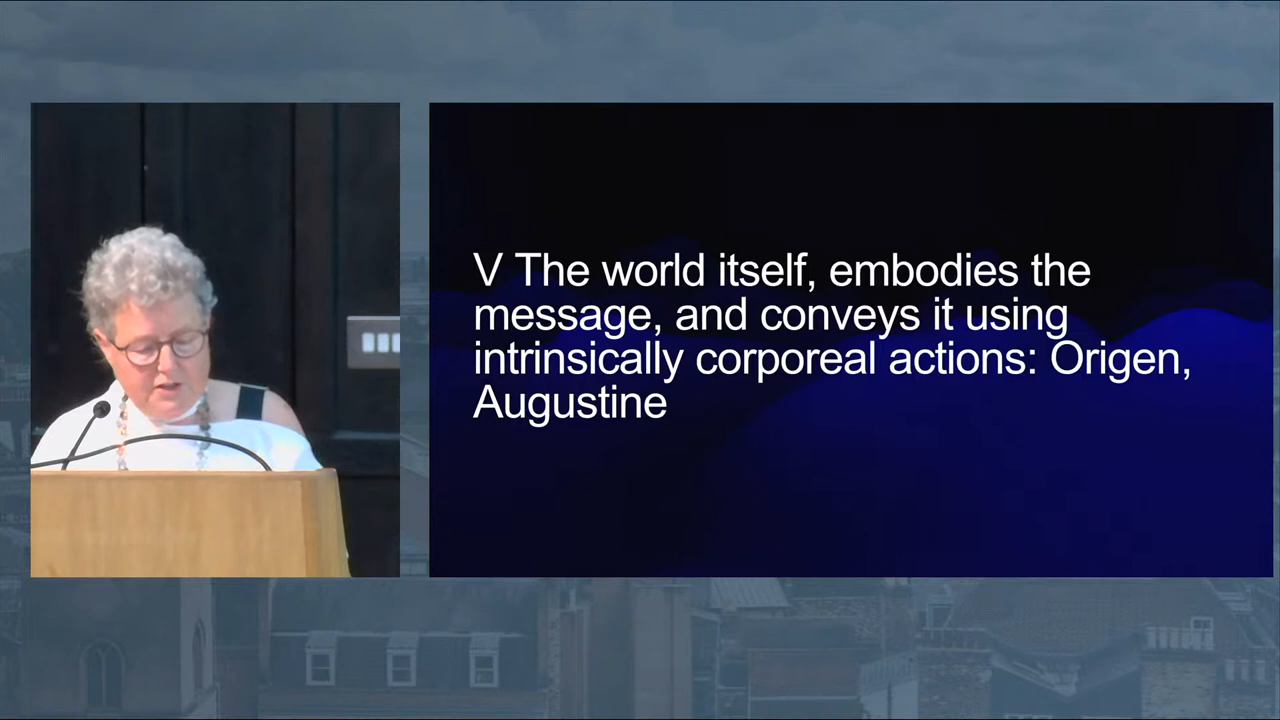 V The world itself, embodies the
message, and conveys it using
intrinsically corporeal actions: Origen,
Augustine